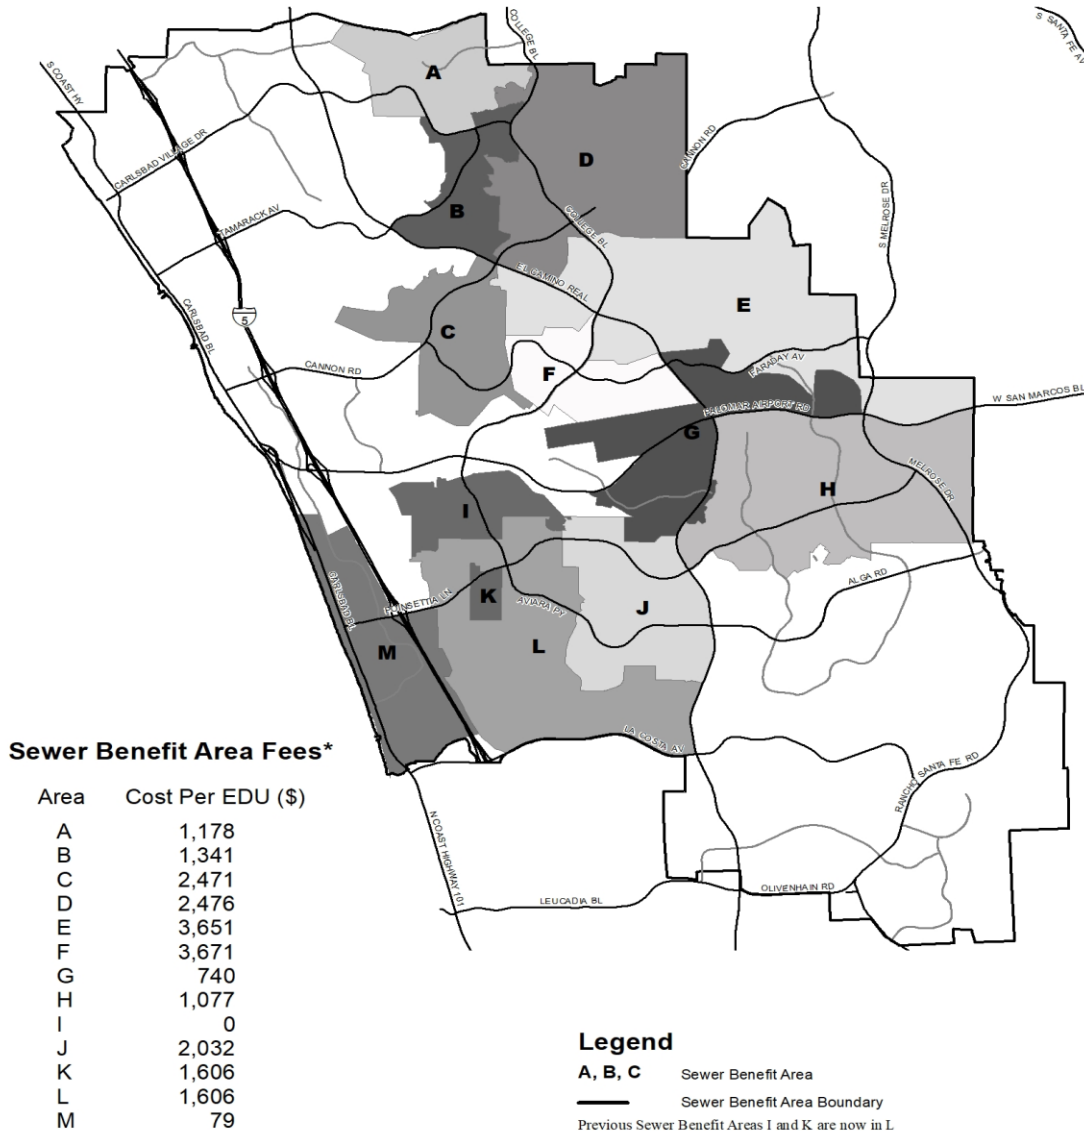 S SANTA FE AV
COLLEGE BL
S COAST HY
A
CARLSBAD VILLAGE DR
CANNON RD
D
S MELROSE DR
B
TAMARACK AV
COLLEGE BL
EL CAMINO REAL
E
5
CARLSBAD BL
C
CANNON RD
F
FARADAY AV
W SAN MARCOS BL
PALOMAR AIRPORT RD
G
MELROSE DR
H
I
CARLSBAD BL
POINSETTIA LN
K
AVIARA PY
J
ALGA RD
L
M
LA COSTA AV
RANCHO SANTA FE RD
N COAST HIGHWAY 101
OLIVENHAIN RD
LEUCADIA BL
Sewer Benefit Area Fees*
Area Cost Per EDU ($)
A 1,178
B 1,341
C 2,471
D 2,476
E 3,651
F 3,671
G 740
H 1,077
I 0
J 2,032
K 1,606
L 1,606
M 79
Legend
A, B, C Sewer Benefit Area
Sewer Benefit Area Boundary
Previous Sewer Benefit Areas I and K are now in L